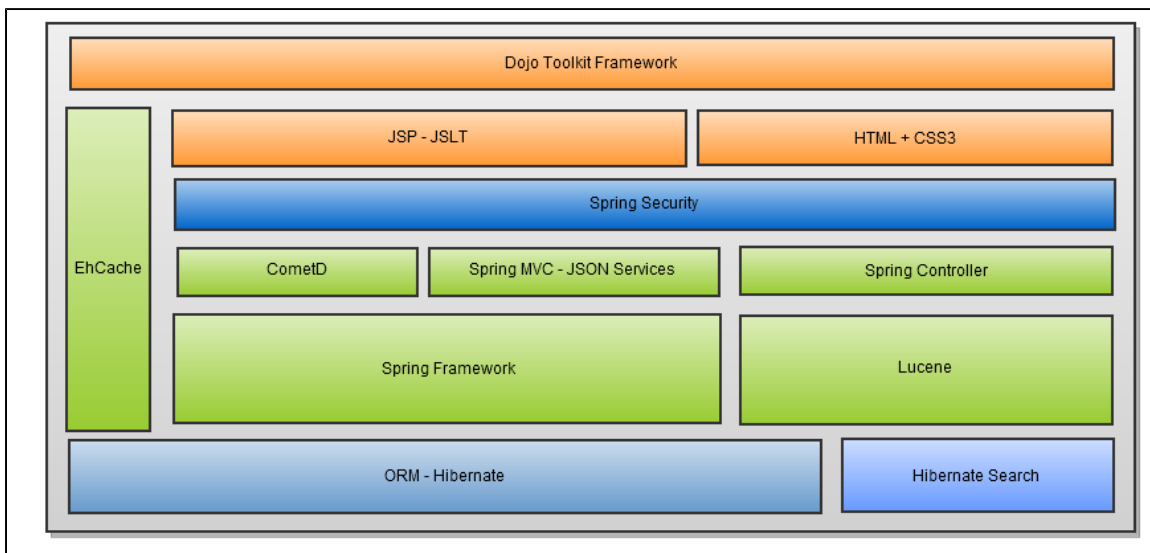 Dojo Toolkit Framework
JSP - JSLT
HTML + CSS3
Spring Security
EhCache
CometD
Spring MVC - JSON Services
Spring Controller
Spring Framework
Lucene
ORM - Hibernate
Hibernate Search